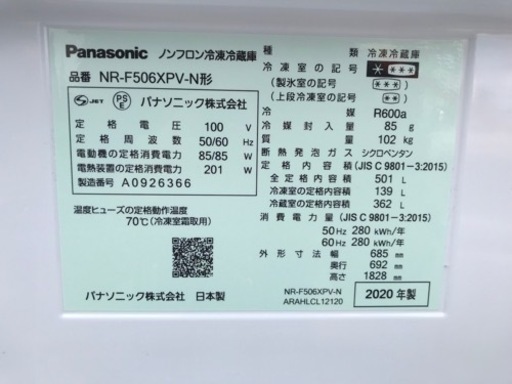 Panasonic ノンフロン冷凍冷蔵庫
品番 NR-F506XPV-N形
JET PSE パナソニック株式会社
定格電圧 100 V
定格周波数 50/60 Hz
電動機の定格消費電力 85/85 W
電熱装置の定格消費電力 201 W
製造番号 A0926366
温度ヒューズの定格動作温度
70℃(冷凍室霜取用)
パナソニック株式会社 日本製
種類 冷凍冷蔵庫
冷凍室の記号 ****
(製氷室の記号) (**)
(上段冷凍室の記号) (**)
冷媒 R600a
冷媒封入量 85 g
質量 102 kg
断熱発泡ガス シクロペンタン
定格内容積 (JIS C 9801-3:2015)
501 L
冷凍室の定格内容積 139 L
冷蔵室の定格内容積 362 L
消費電力量 (JIS C 9801-3:2015)
50 Hz 280 kWh/年
60 Hz 280 kWh/年
外形寸法 幅 685 mm
奥行 692 mm
高さ 1828 mm
NR-F506XPV-N
ARAHLCL12120
2020年製